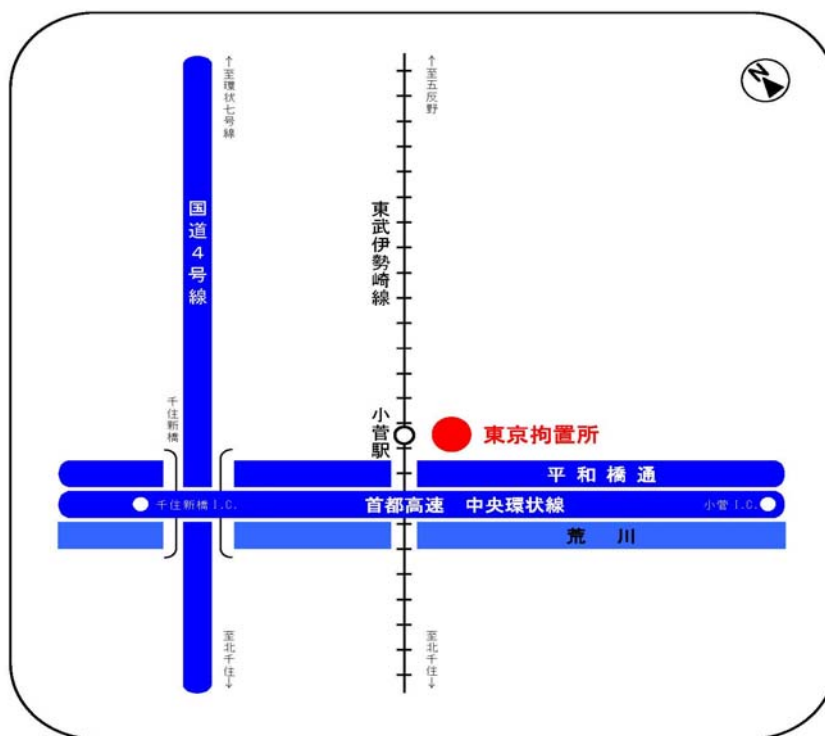 ↑至環状七号線
↑至五反野
N
国道4号線
東武伊勢崎線
千住新橋
小菅駅
東京拘置所
平和橋通
千住新橋I.C.
首都高速 中央環状線
小菅I.C.
荒川
至北千住↓
至北千住↓